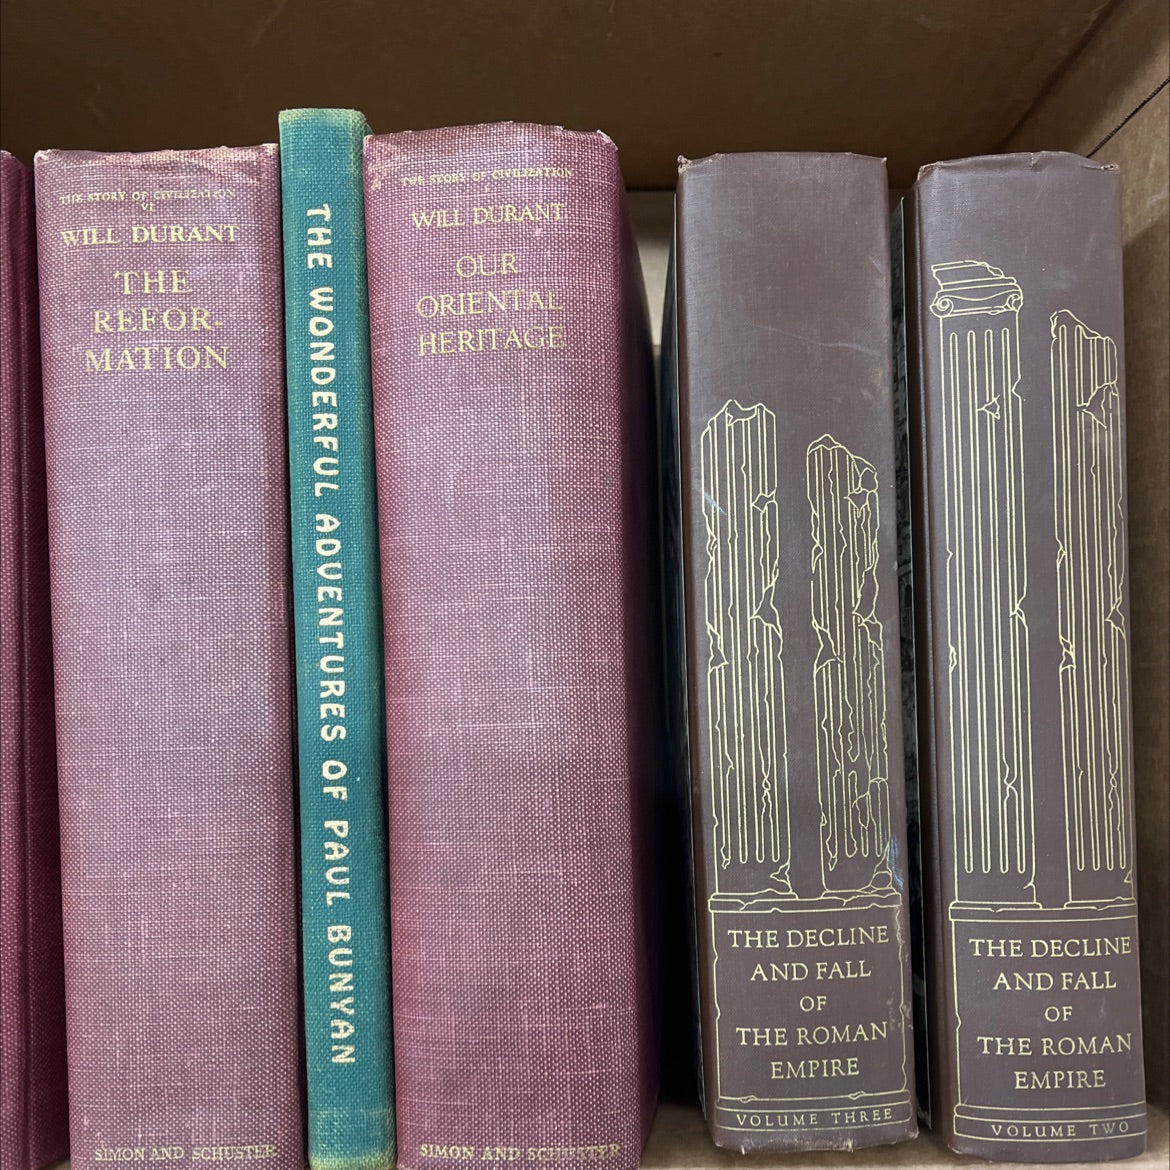 THE STORY OF CIVILIZATION
VI
WILL DURANT
THE
REFOR-
MATION
SIMON AND SCHUSTER
THE WONDERFUL ADVENTURES OF PAUL BUNYAN
THE STORY OF CIVILIZATION
WILL DURANT
OUR
ORIENTAL
HERITAGE
SIMON AND SCHUSTER
THE DECLINE
AND FALL
OF
THE ROMAN
EMPIRE
VOLUME THREE
THE DECLINE
AND FALL
OF
THE ROMAN
EMPIRE
VOLUME TWO